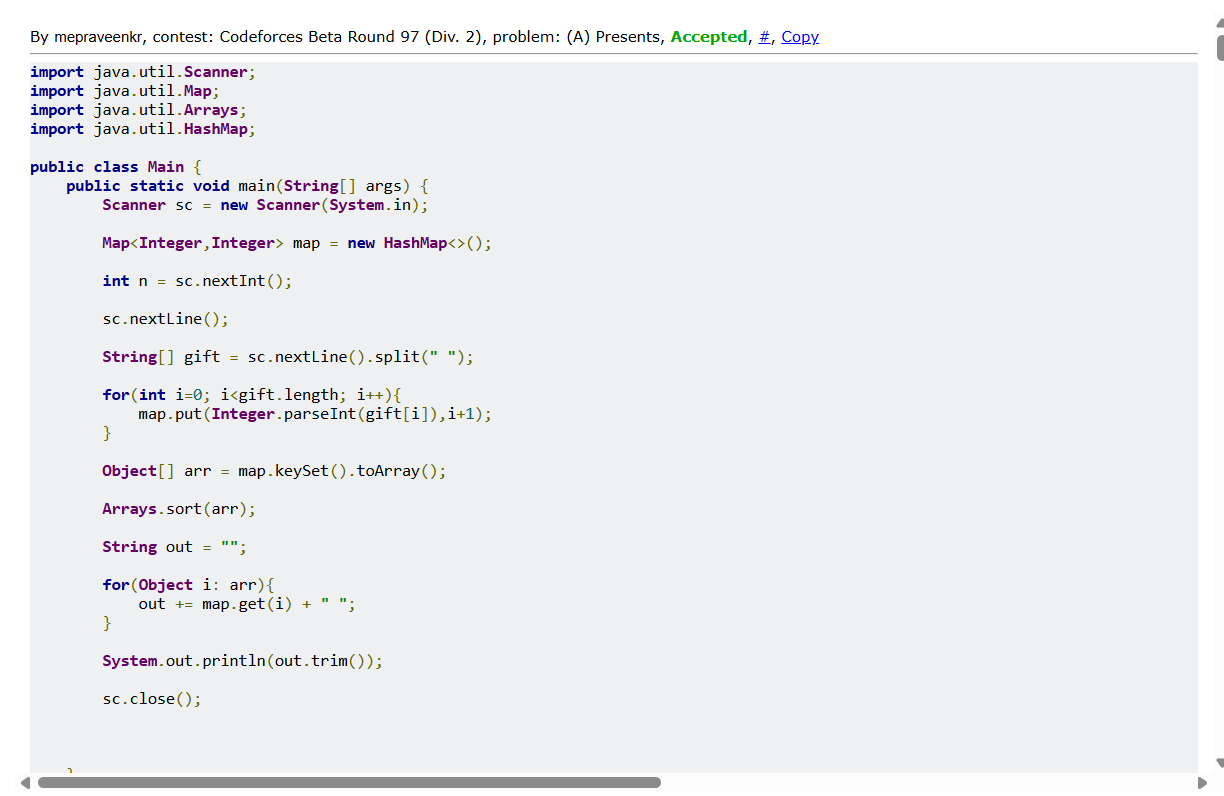 By mepraveenkr, contest: Codeforces Beta Round 97 (Div. 2), problem: (A) Presents, Accepted, #, Copy
import java.util.Scanner;
import java.util.Map;
import java.util.Arrays;
import java.util.HashMap;

public class Main {
    public static void main(String[] args) {
        Scanner sc = new Scanner(System.in);

        Map<Integer,Integer> map = new HashMap<>();

        int n = sc.nextInt();

        sc.nextLine();

        String[] gift = sc.nextLine().split(" ");

        for(int i=0; i<gift.length; i++){
            map.put(Integer.parseInt(gift[i]),i+1);
        }

        Object[] arr = map.keySet().toArray();

        Arrays.sort(arr);

        String out = "";

        for(Object i: arr){
            out += map.get(i) + " ";
        }

        System.out.println(out.trim());

        sc.close();

    }